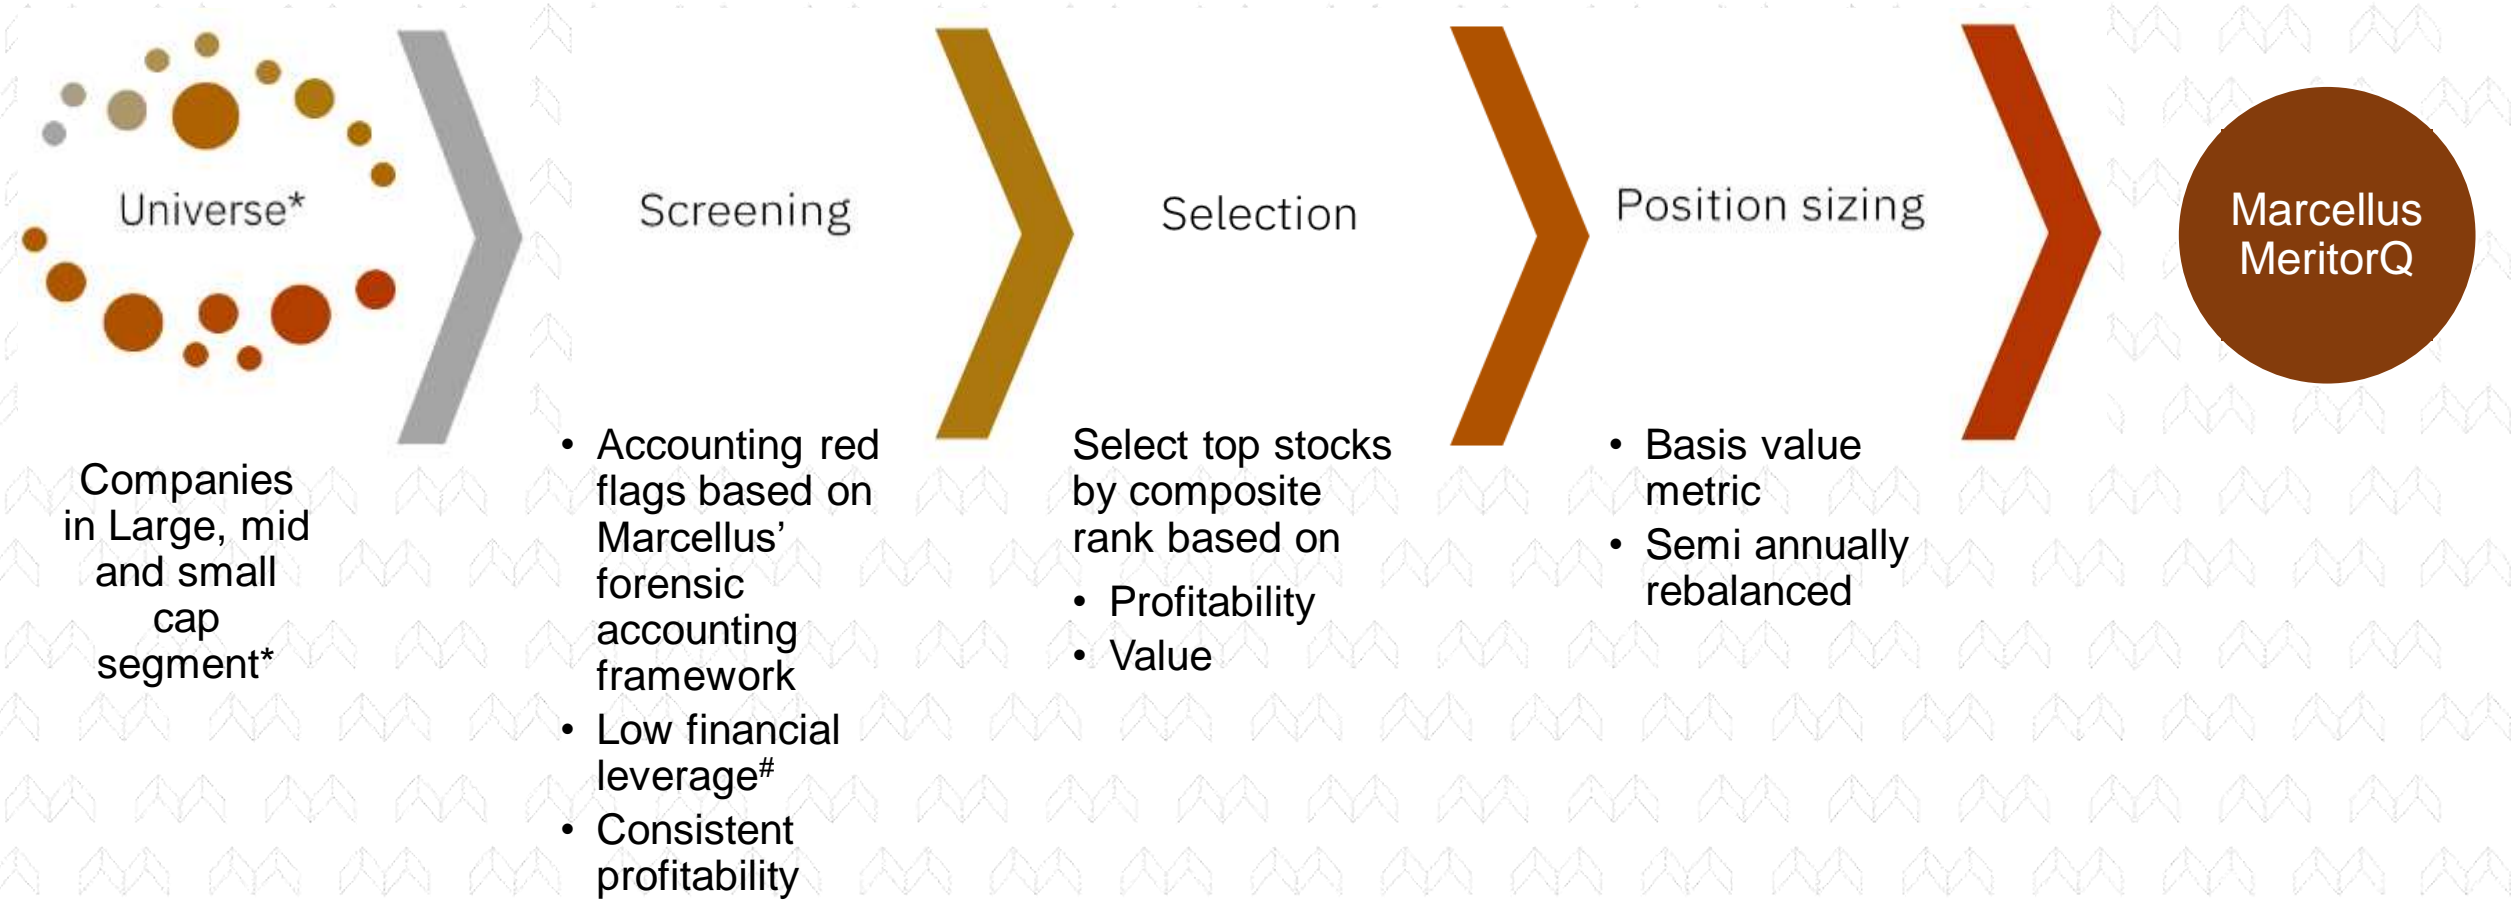 Universe*
Companies
in Large, mid
and small
cap
segment*
Screening
• Accounting red
flags based on
Marcellus’
forensic
accounting
framework
• Low financial
leverage#
• Consistent
profitability
Selection
Select top stocks
by composite
rank based on
• Profitability
• Value
Position sizing
• Basis value
metric
• Semi annually
rebalanced
Marcellus
MeritorQ